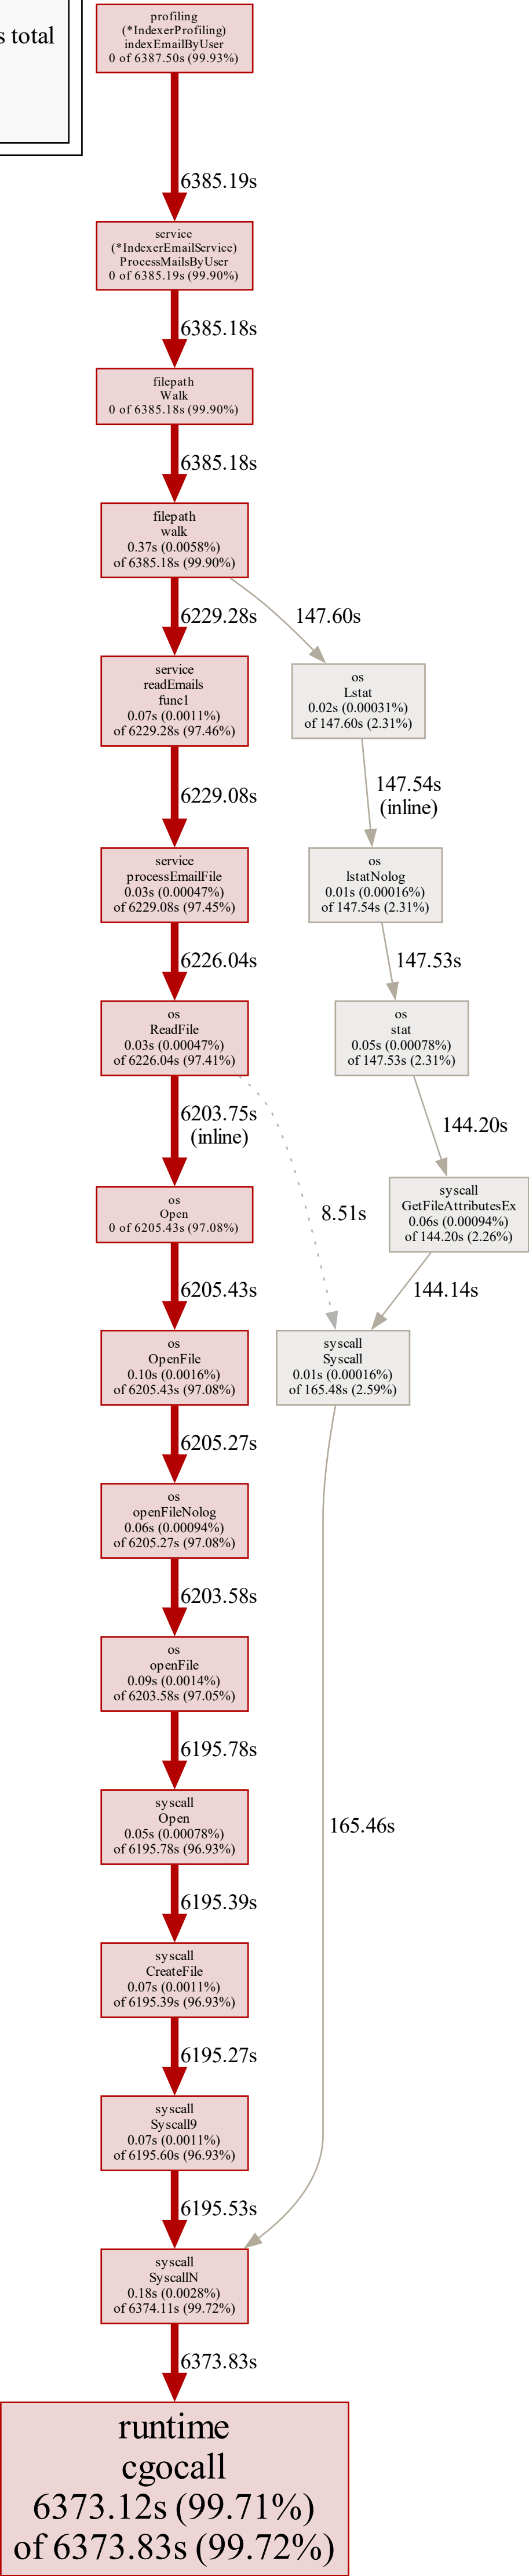 s total
profiling
(*IndexerProfiling)
indexEmailByUser
0 of 6387.50s (99.93%)
6385.19s
service
(*IndexerEmailService)
ProcessMailsByUser
0 of 6385.19s (99.90%)
6385.18s
filepath
Walk
0 of 6385.18s (99.90%)
6385.18s
filepath
walk
0.37s (0.0058%)
of 6385.18s (99.90%)
6229.28s
147.60s
service
readEmails
func1
0.07s (0.0011%)
of 6229.28s (97.46%)
os
Lstat
0.02s (0.00031%)
of 147.60s (2.31%)
6229.08s
147.54s
(inline)
service
processEmailFile
0.03s (0.00047%)
of 6229.08s (97.45%)
os
lstatNolog
0.01s (0.00016%)
of 147.54s (2.31%)
6226.04s
147.53s
os
ReadFile
0.03s (0.00047%)
of 6226.04s (97.41%)
os
stat
0.05s (0.00078%)
of 147.53s (2.31%)
6203.75s
(inline)
144.20s
os
Open
0 of 6205.43s (97.08%)
8.51s
syscall
GetFileAttributesEx
0.06s (0.00094%)
of 144.20s (2.26%)
6205.43s
144.14s
os
OpenFile
0.10s (0.0016%)
of 6205.43s (97.08%)
syscall
Syscall
0.01s (0.00016%)
of 165.48s (2.59%)
6205.27s
os
openFileNolog
0.06s (0.00094%)
of 6205.27s (97.08%)
6203.58s
os
openFile
0.09s (0.0014%)
of 6203.58s (97.05%)
6195.78s
syscall
Open
0.05s (0.00078%)
of 6195.78s (96.93%)
165.46s
6195.39s
syscall
CreateFile
0.07s (0.0011%)
of 6195.39s (96.93%)
6195.27s
syscall
Syscall9
0.07s (0.0011%)
of 6195.60s (96.93%)
6195.53s
syscall
SyscallN
0.18s (0.0028%)
of 6374.11s (99.72%)
6373.83s
runtime
cgocall
6373.12s (99.71%)
of 6373.83s (99.72%)